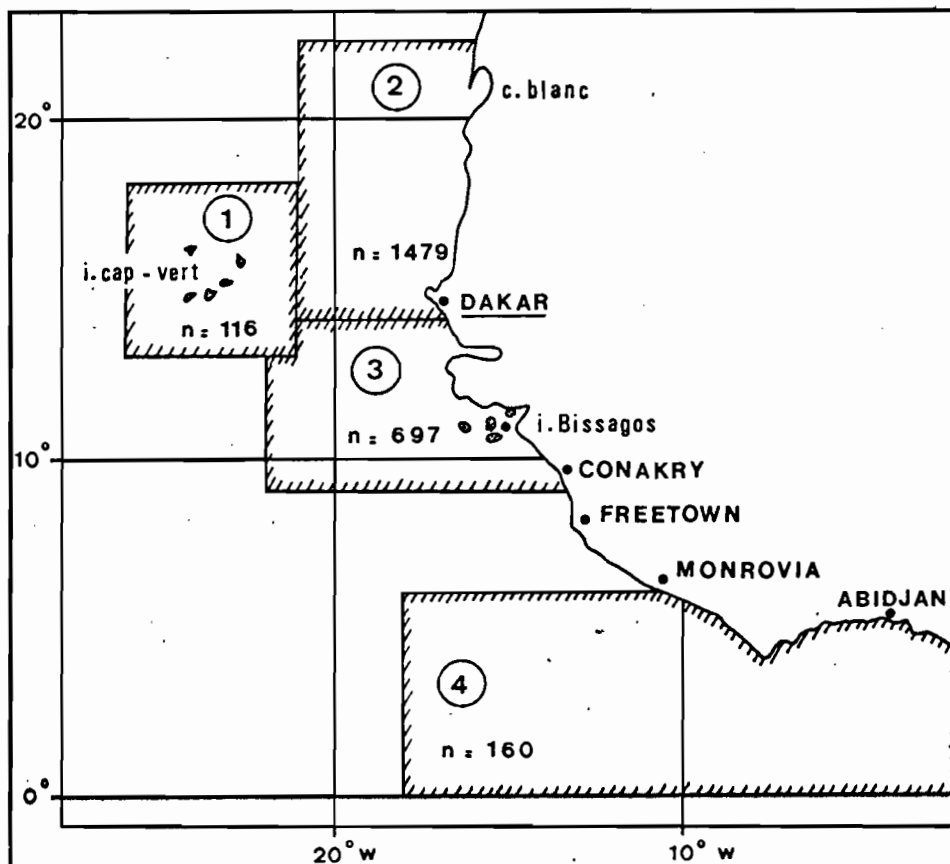 2
c. blanc
20°
1
i. cap - vert
n = 1479
n = 116
DAKAR
3
n = 697
i. Bissagos
10°
CONAKRY
FREETOWN
MONROVIA
ABIDJAN
4
n = 160
0°
20° w
10° w